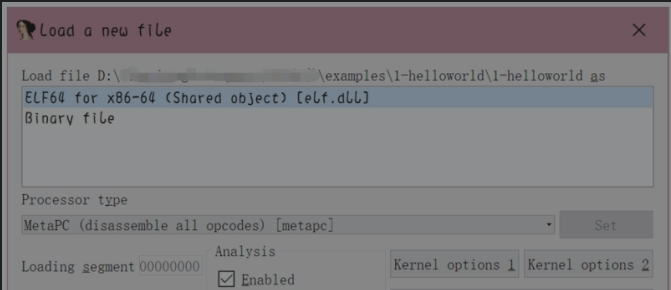 Load a new file
Load file D:\ \examples\1-helloworld\1-helloworld as
ELF64 for x86-64 (Shared object) [elf.dll]
Binary file
Processor type
MetaPC (disassemble all opcodes) [metapc]
Set
Analysis
Loading segment 00000000
Enabled
Kernel options 1
Kernel options 2